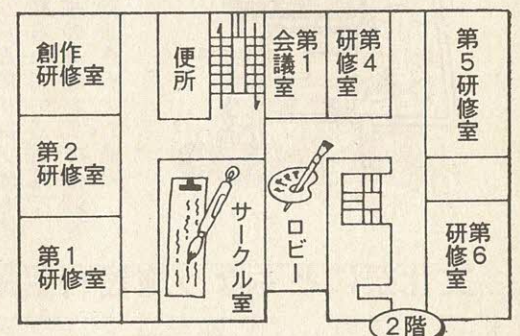 創作
研修室
便所
第1
会議室
第4
研修室
第5研修室
第2
研修室
サークル室
ロビー
第1
研修室
第6
研修室
2階